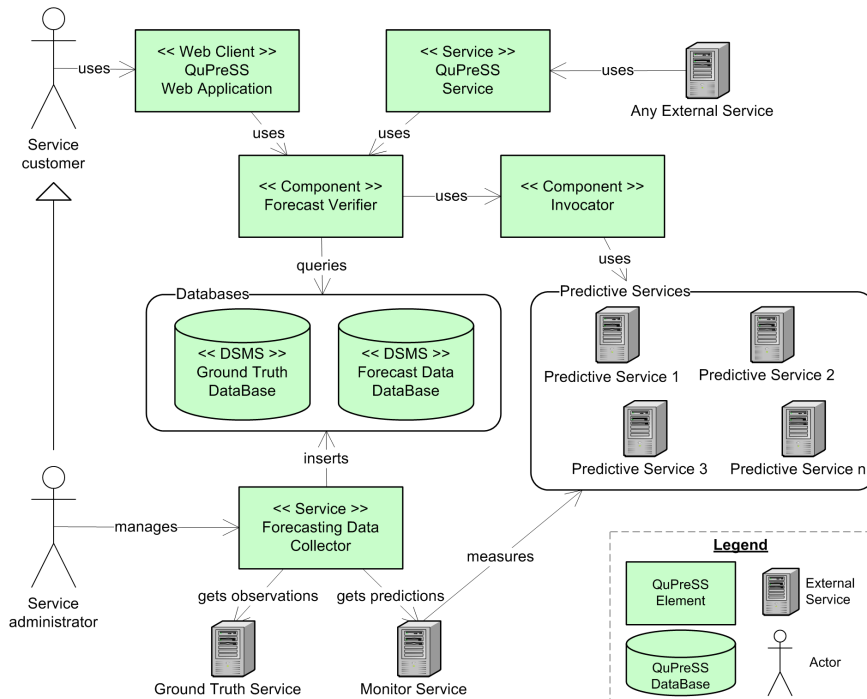 << Web Client >>
QuPreSS
Web Application
<< Service >>
QuPreSS
Service
uses
uses
Any External Service
Service
customer
uses
uses
<< Component >>
Forecast Verifier
uses
<< Component >>
Invocator
queries
uses
Databases
<< DSMS >>
Ground Truth
DataBase
<< DSMS >>
Forecast Data
DataBase
Predictive Services
Predictive Service 1
Predictive Service 2
Predictive Service 3
Predictive Service n
inserts
<< Service >>
Forecasting Data
Collector
manages
Service
administrator
measures
gets observations
gets predictions
Ground Truth Service
Monitor Service
Legend
QuPreSS
Element
External
Service
QuPreSS
DataBase
Actor